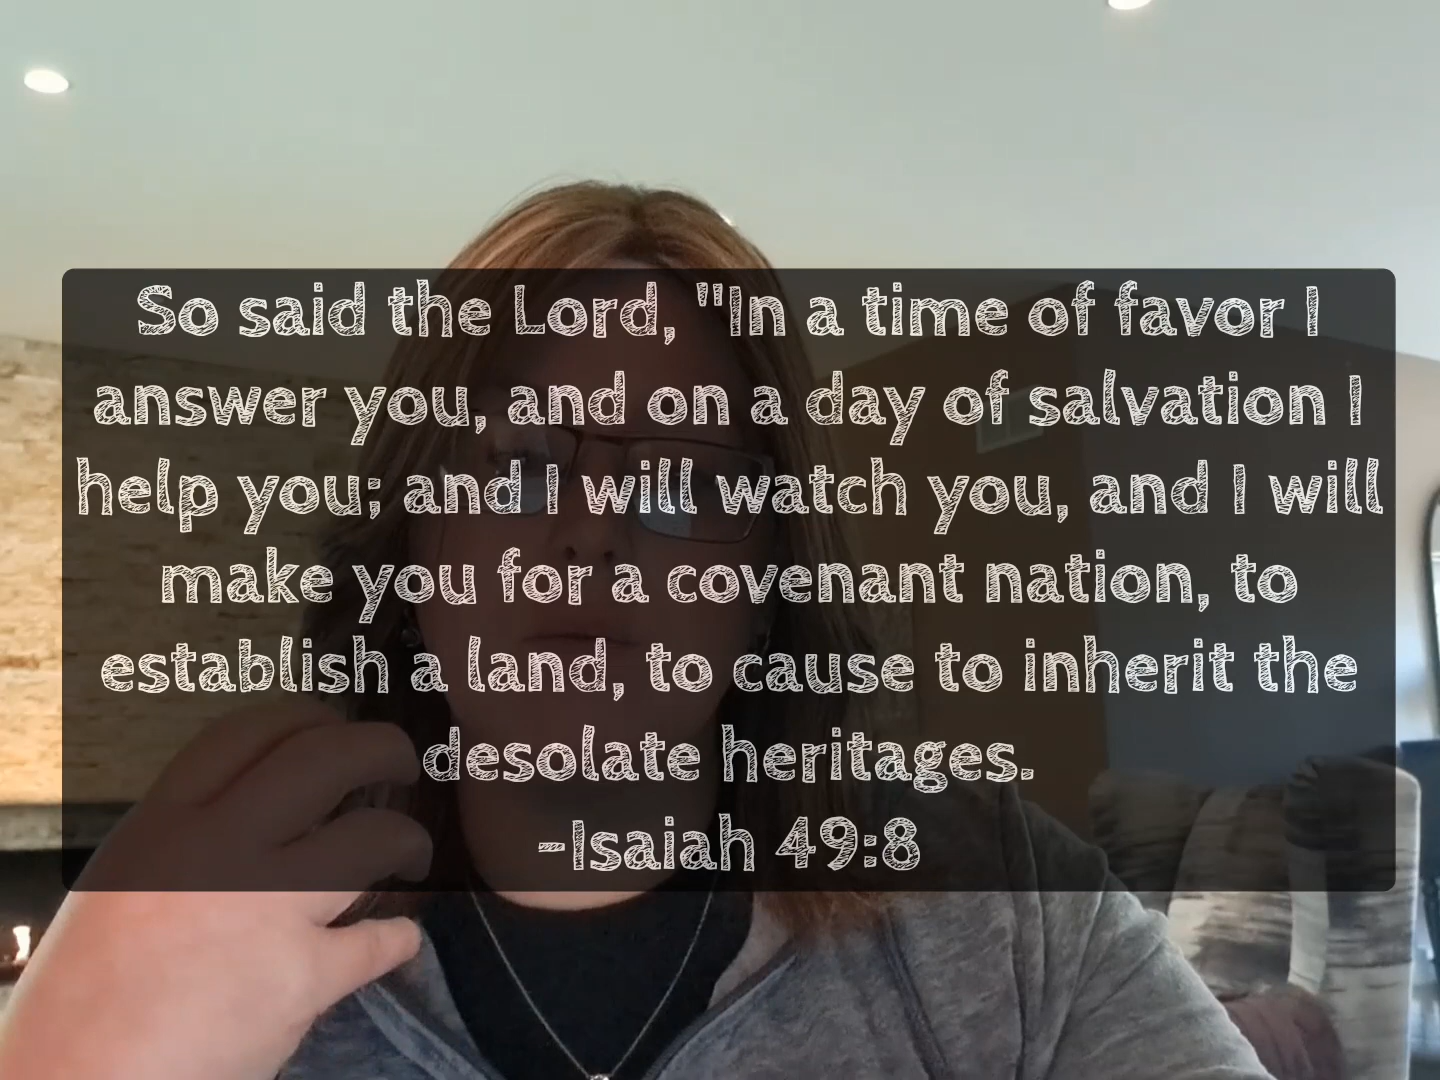 So said the Lord, "In a time of favor I
answer you, and on a day of salvation I
help you; and I will watch you, and I will
make you for a covenant nation, to
establish a land, to cause to inherit the
desolate heritages.
-Isaiah 49:8